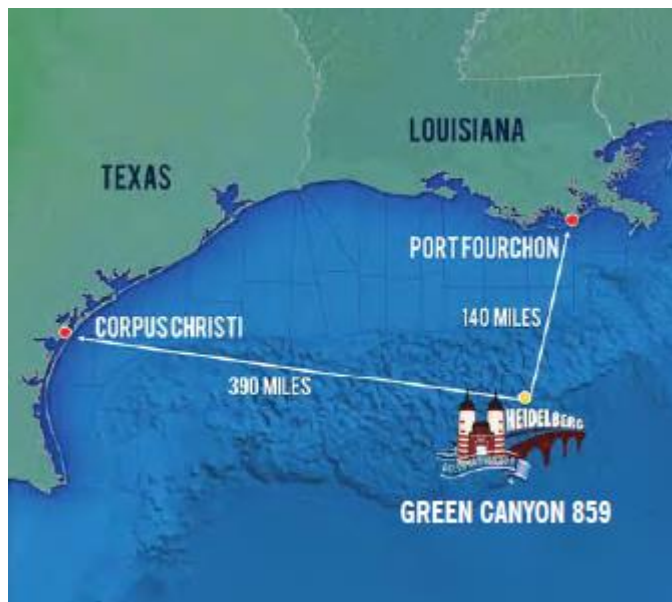 LOUISIANA
TEXAS
PORT FOURCHON
CORPUS CHRISTI
140 MILES
390 MILES
HEIDELBERG
GREEN CANYON 859